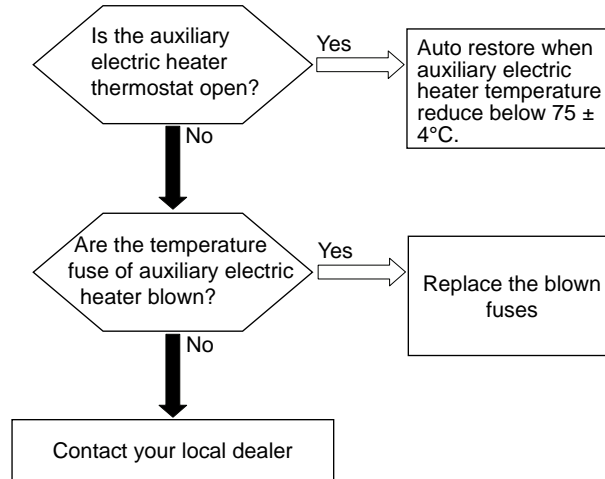 Is the auxiliary
electric heater
thermostat open?
Yes
Auto restore when
auxiliary electric
heater temperature
reduce below 75 ±
4°C.
No
Are the temperature
fuse of auxiliary electric
heater blown?
Yes
Replace the blown
fuses
No
Contact your local dealer